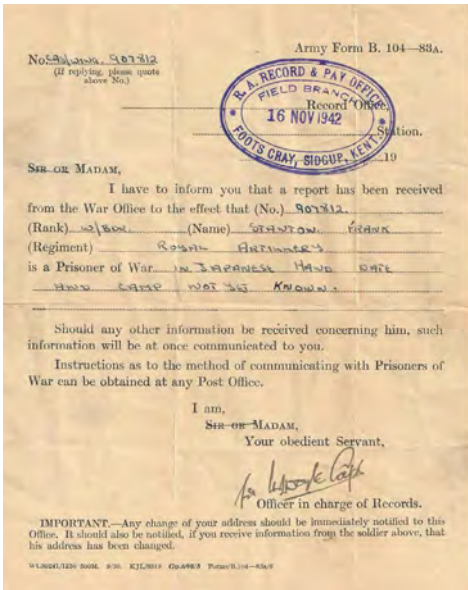 Army Form B. 104—83A.
No. CAS/WING. 907812
(If replying, please quote
above No.)
R.A. RECORD & PAY OFFICE
FIELD BRANCH
Record Office,
16 NOV 1942
Station.
FOOTS CRAY, SIDCUP, KENT.
19
SIR OR MADAM,
I have to inform you that a report has been received
from the War Office to the effect that (No.) 907812.
(Rank) W/BDR. (Name) STANTON. FRANK
(Regiment) ROYAL ARTILLERY
is a Prisoner of War IN JAPANESE HAND DATE
AND CAMP NOT YET KNOWN.
Should any other information be received concerning him, such
information will be at once communicated to you.
Instructions as to the method of communicating with Prisoners of
War can be obtained at any Post Office.
I am,
SIR OR MADAM,
Your obedient Servant,
for
Officer in charge of Records.
IMPORTANT.—Any change of your address should be immediately notified to this
Office. It should also be notified, if you receive information from the soldier above, that
his address has been changed.